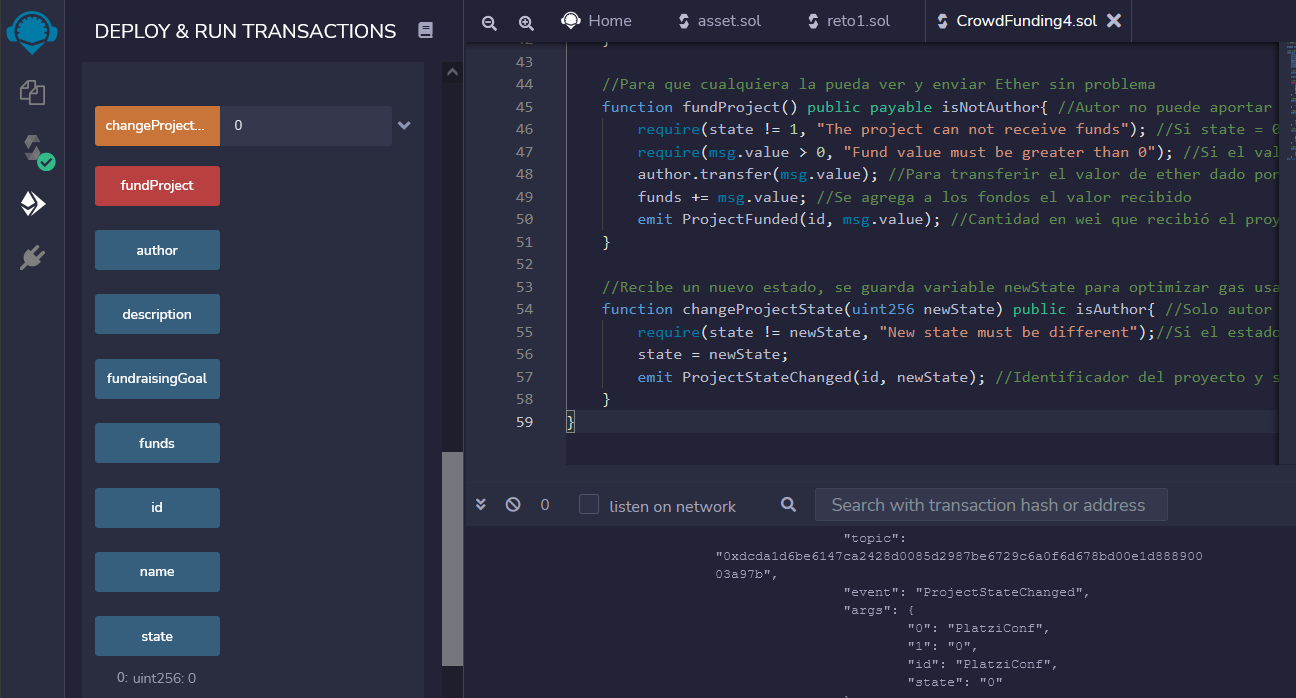 DEPLOY & RUN TRANSACTIONS
changeProject... 0
fundProject
author
description
fundraisingGoal
funds
id
name
state
0: uint256: 0
Home asset.sol reto1.sol CrowdFunding4.sol
43
44 //Para que cualquiera la pueda ver y enviar Ether sin problema
45 function fundProject() public payable isNotAuthor{ //Autor no puede aportar
46 require(state != 1, "The project can not receive funds"); //Si state = 0
47 require(msg.value > 0, "Fund value must be greater than 0"); //Si el val
48 author.transfer(msg.value); //Para transferir el valor de ether dado por
49 funds += msg.value; //Se agrega a los fondos el valor recibido
50 emit ProjectFunded(id, msg.value); //Cantidad en wei que recibió el proy
51 }
52
53 //Recibe un nuevo estado, se guarda variable newState para optimizar gas usa
54 function changeProjectState(uint256 newState) public isAuthor{ //Solo autor
55 require(state != newState, "New state must be different");//Si el estado
56 state = newState;
57 emit ProjectStateChanged(id, newState); //Identificador del proyecto y s
58 }
59 }
0 listen on network Search with transaction hash or address
"topic":
"0xdcda1d6be6147ca2428d0085d2987be6729c6a0f6d678bd00e1d888900
03a97b",
"event": "ProjectStateChanged",
"args": {
"0": "PlatziConf",
"1": "0",
"id": "PlatziConf",
"state": "0"